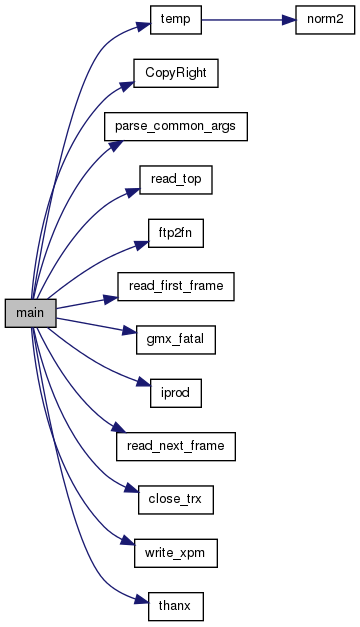 temp
norm2
CopyRight
parse_common_args
read_top
ftp2fn
read_first_frame
main
gmx_fatal
iprod
read_next_frame
close_trx
write_xpm
thanx